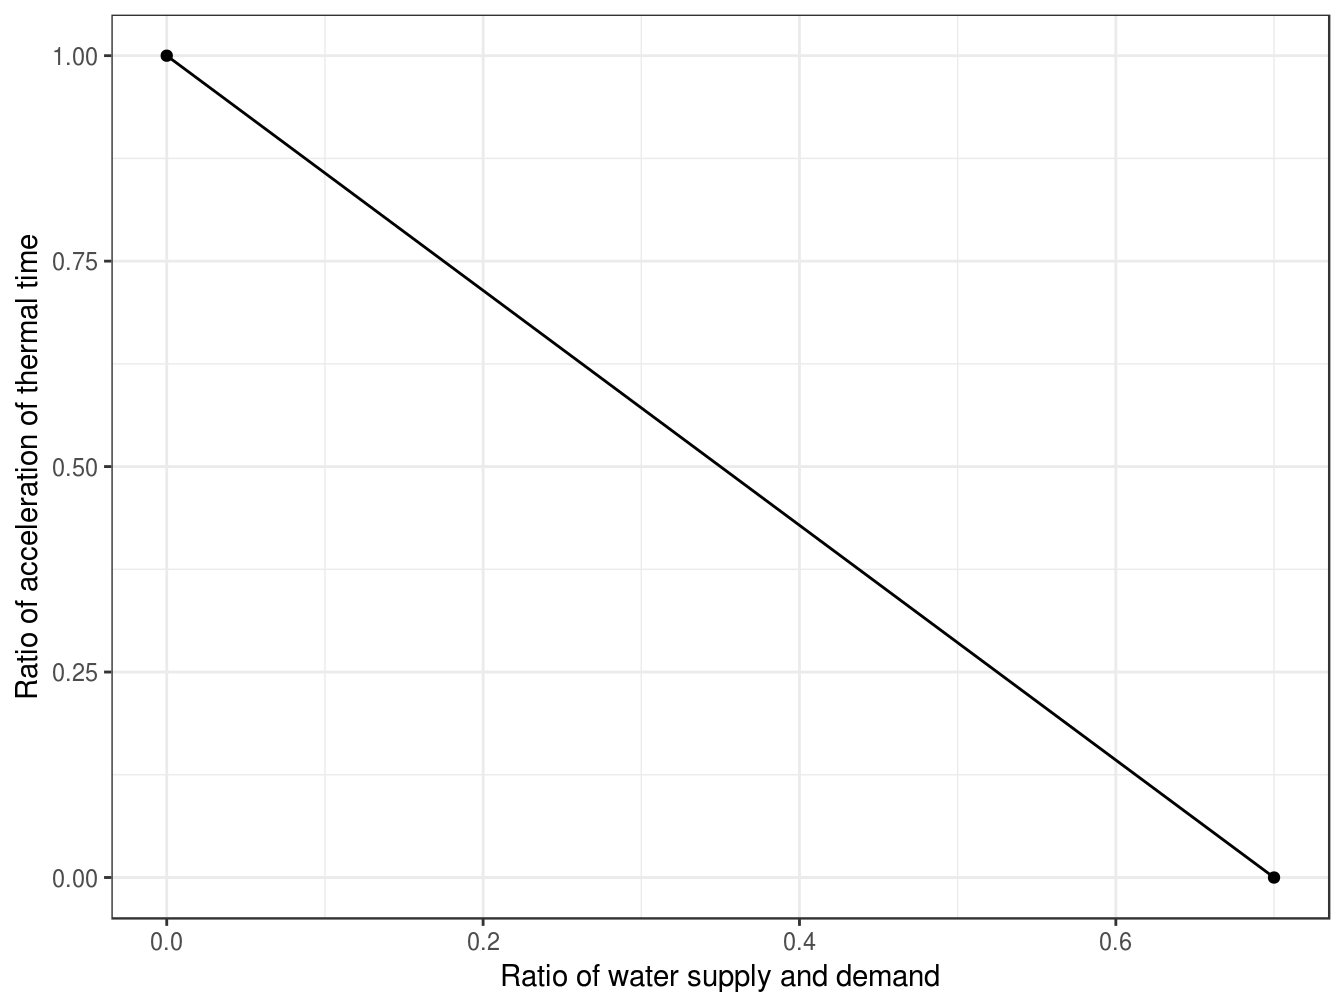 Ratio of acceleration of thermal time
1.00
0.75
0.50
0.25
0.00
0.0 0.2 0.4 0.6
Ratio of water supply and demand